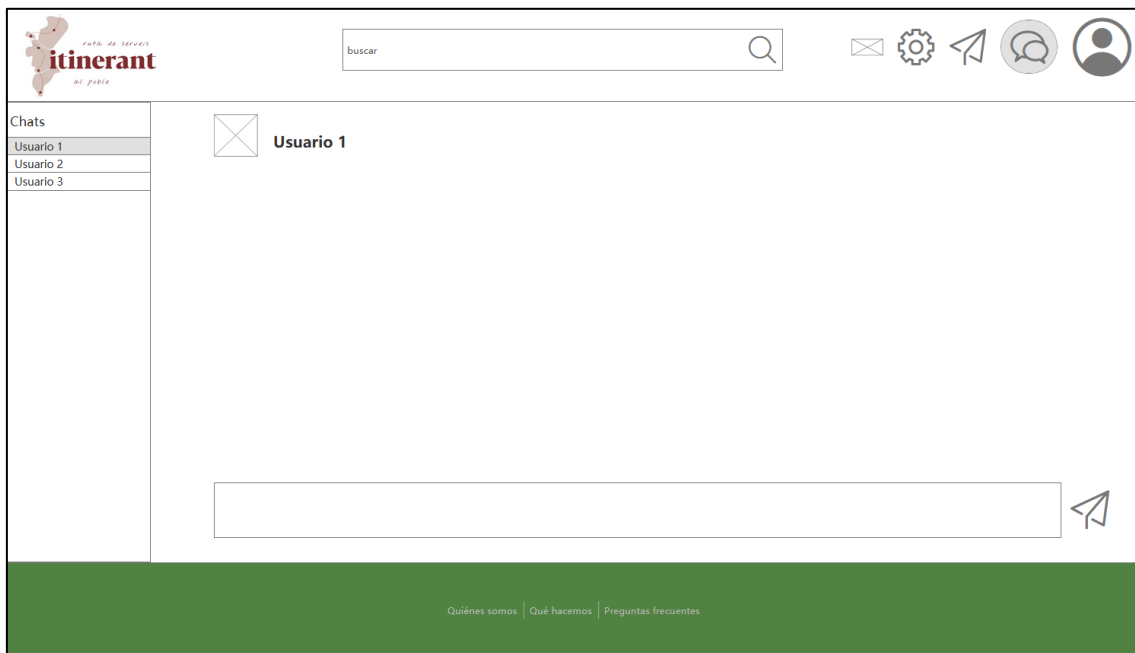 ruta de serveis
itinerant
al poble
buscar
Chats
Usuario 1
Usuario 2
Usuario 3
Usuario 1
Quiénes somos
Qué hacemos
Preguntas frecuentes